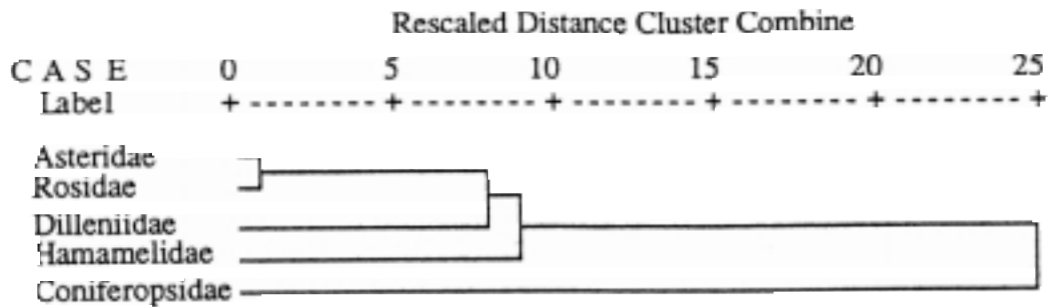 Rescaled Distance Cluster Combine
C A S E 0 5 10 15 20 25
Label + - - - - - - - - - + - - - - - - - - - + - - - - - - - - - + - - - - - - - - - + - - - - - - - - - +
Asteridae
Rosidae
Dilleniidae
Hamamelidae
Coniferopsidae